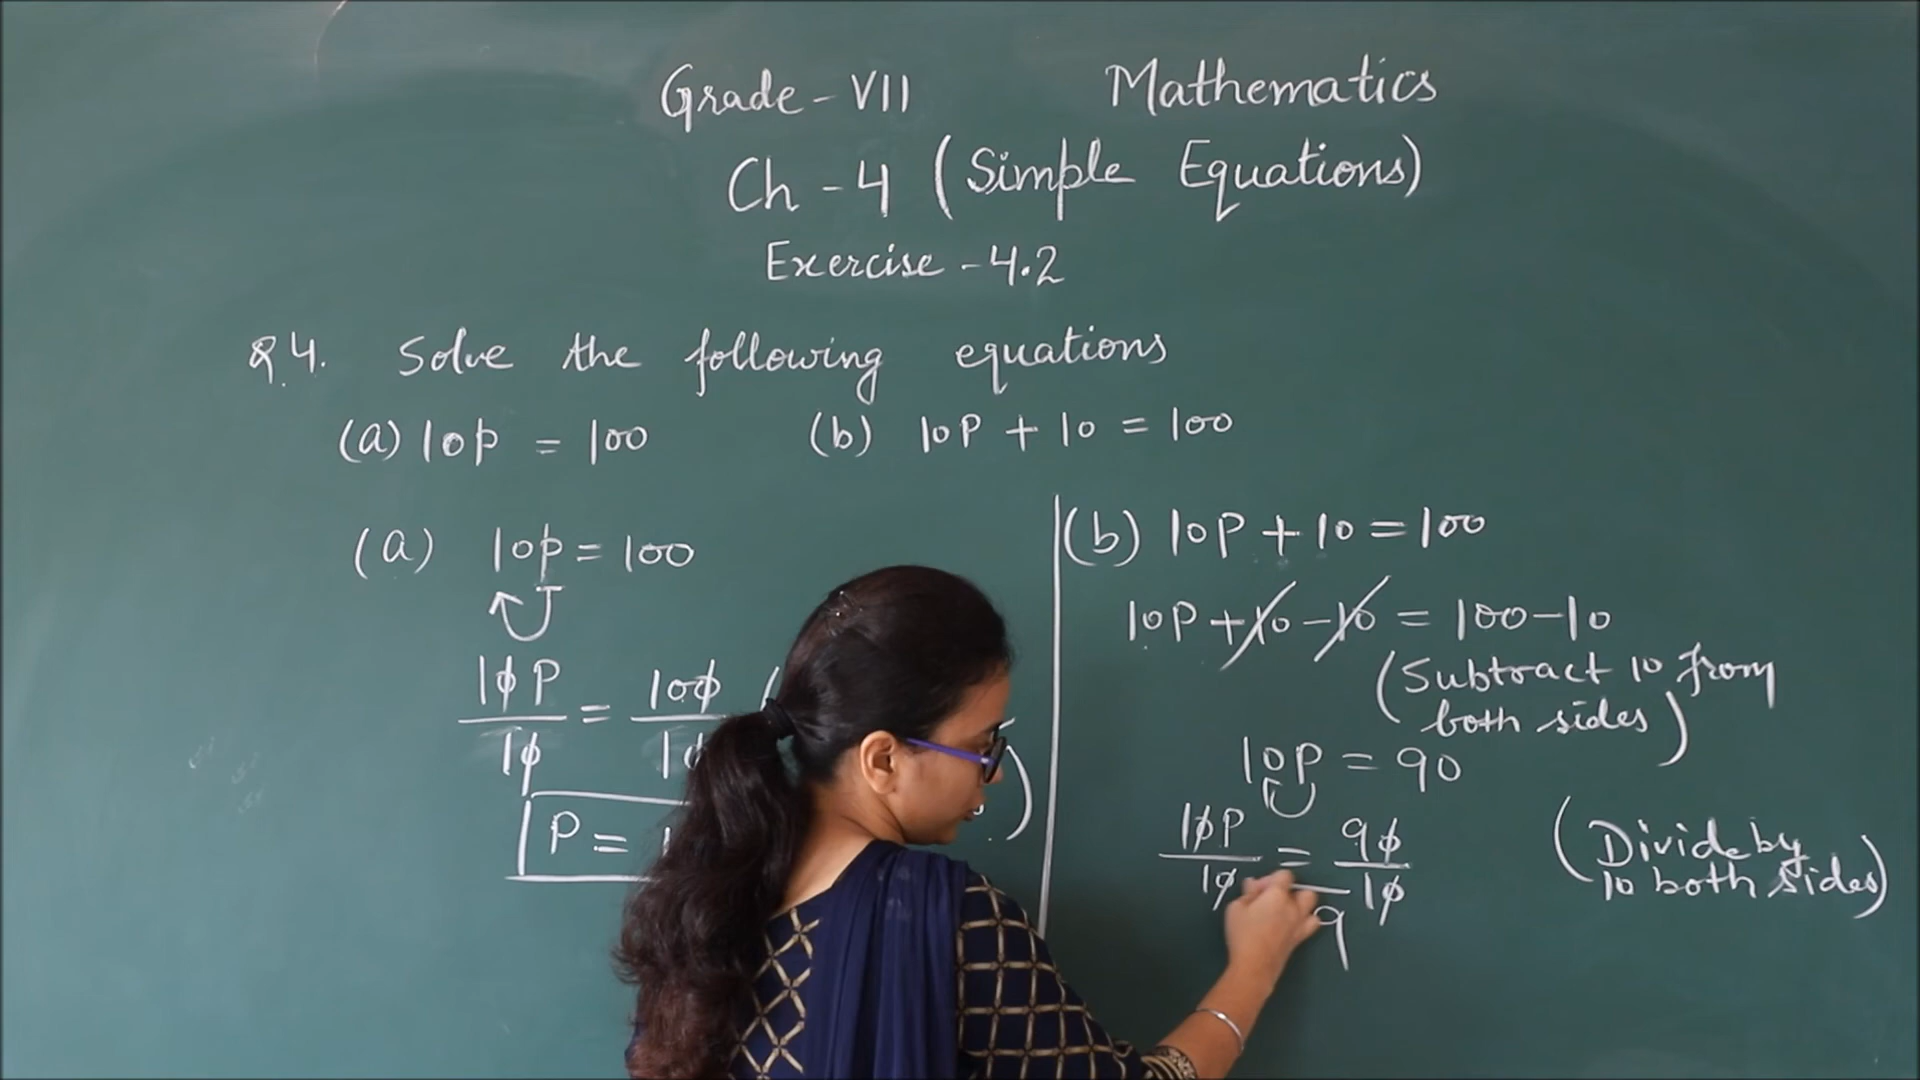 Grade - VII Mathematics
Ch - 4 (Simple Equations)
Exercise - 4.2
Q.4. Solve the following equations
(a) 10p = 100 (b) 10P + 10 = 100
(a) 10p = 100
10P = 100
10 10
P =
(b) 10P + 10 = 100
10P + 10 - 10 = 100 - 10
(Subtract 10 from
both sides)
10P = 90
10P = 90
10 10
(Divide by
10 both sides)
9